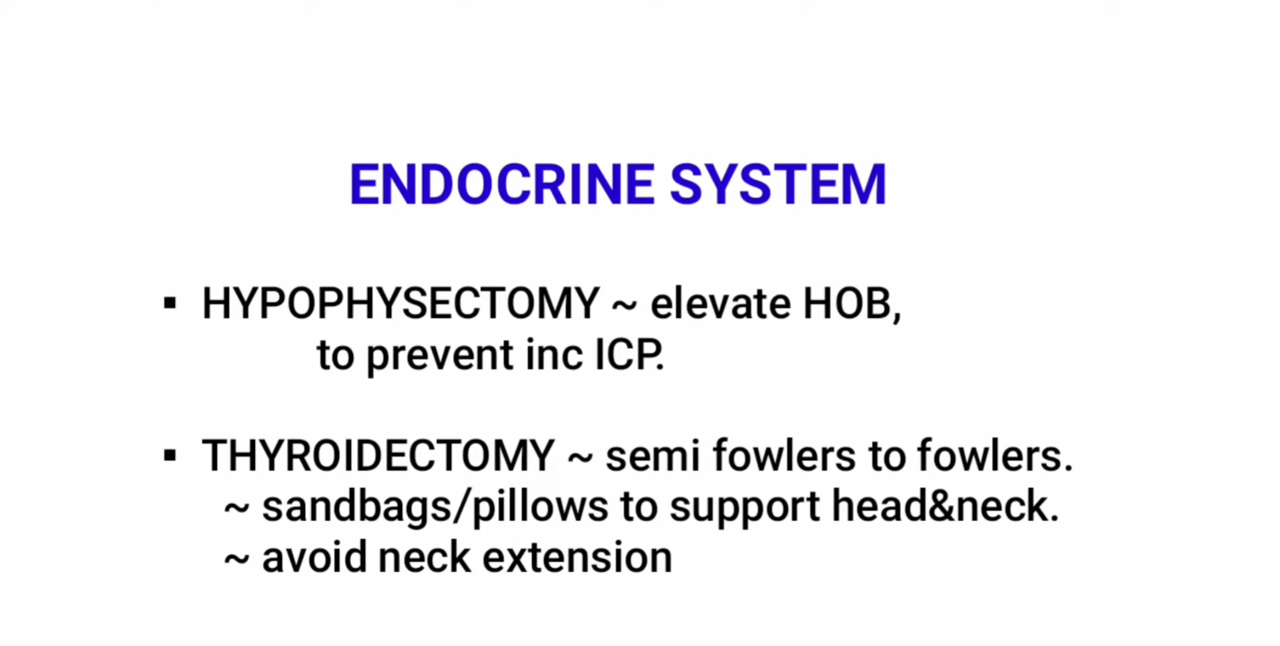 ENDOCRINE SYSTEM
▪ HYPOPHYSECTOMY ~ elevate HOB,
to prevent inc ICP.
▪ THYROIDECTOMY ~ semi fowlers to fowlers.
~ sandbags/pillows to support head&neck.
~ avoid neck extension